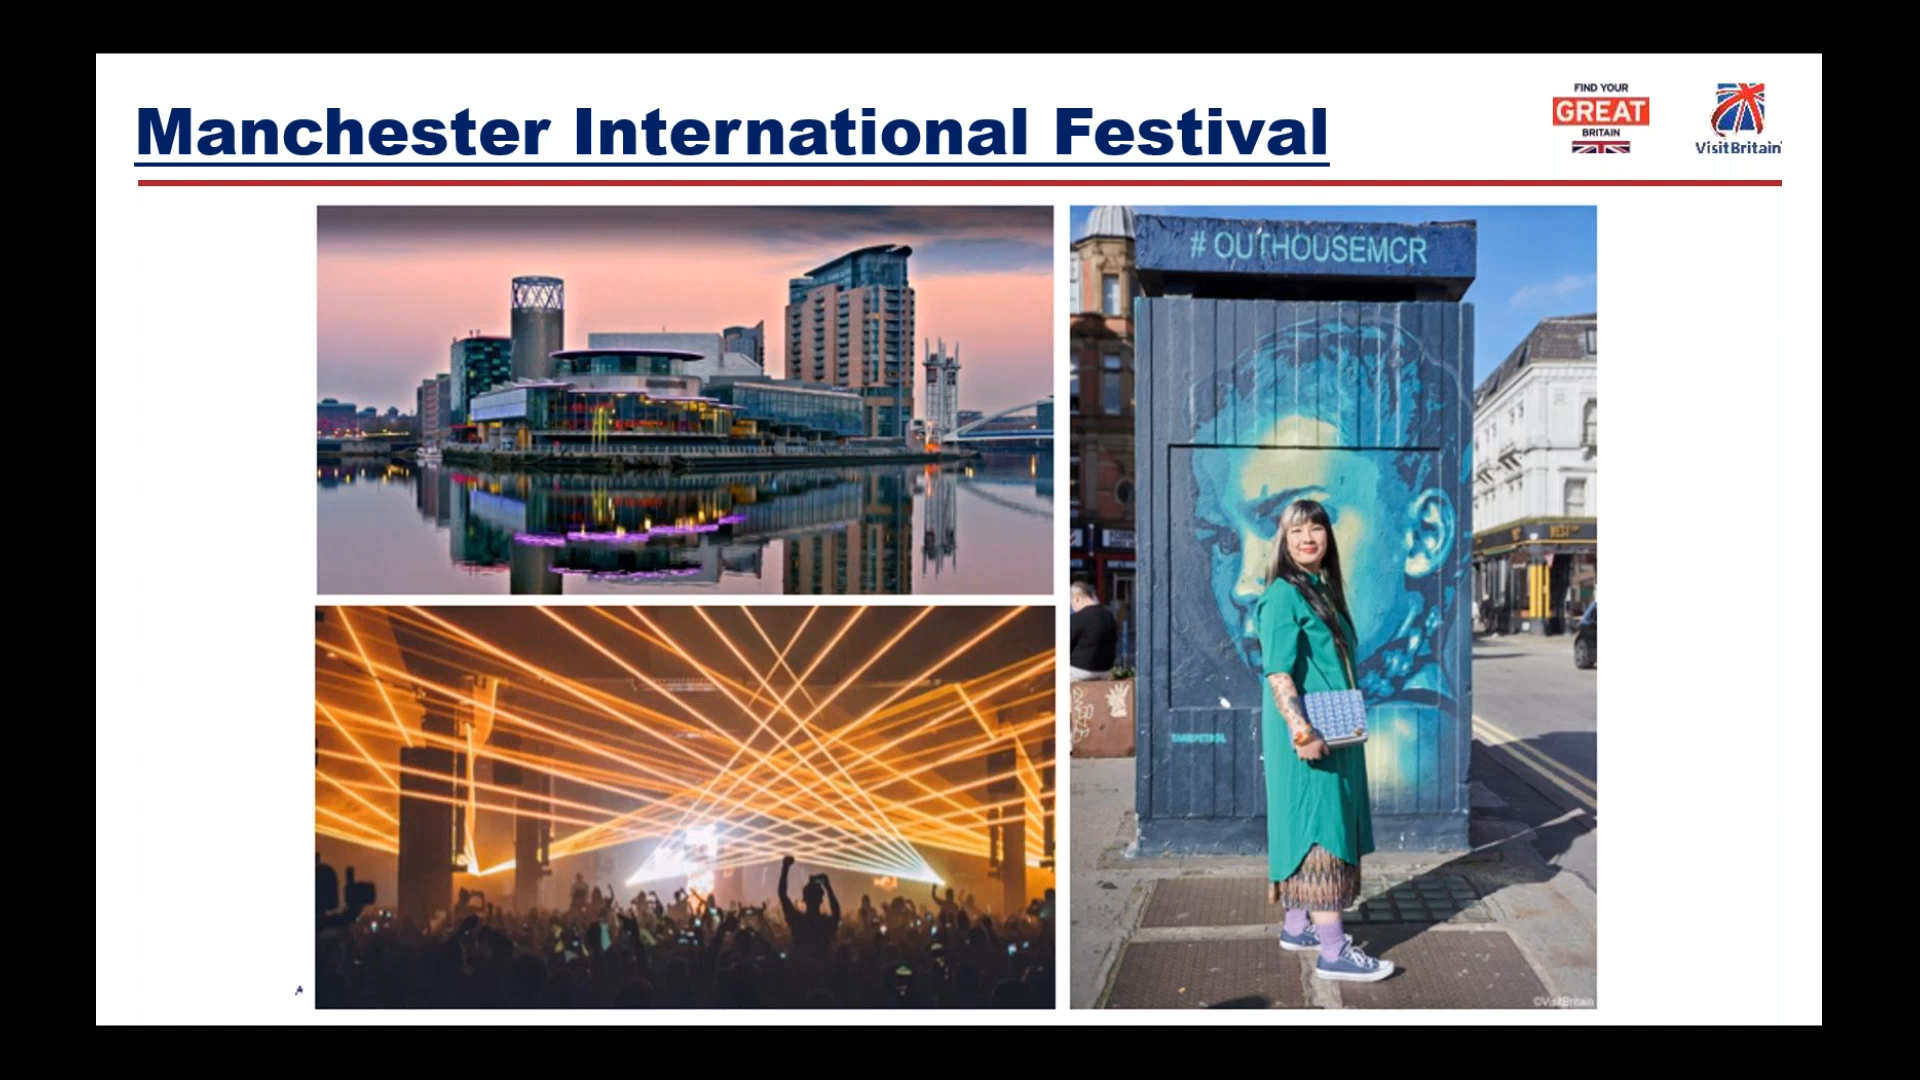 Manchester International Festival
FIND YOUR
GREAT
BRITAIN
VisitBritain
# OUTHOUSEMCR
©VisitBritain